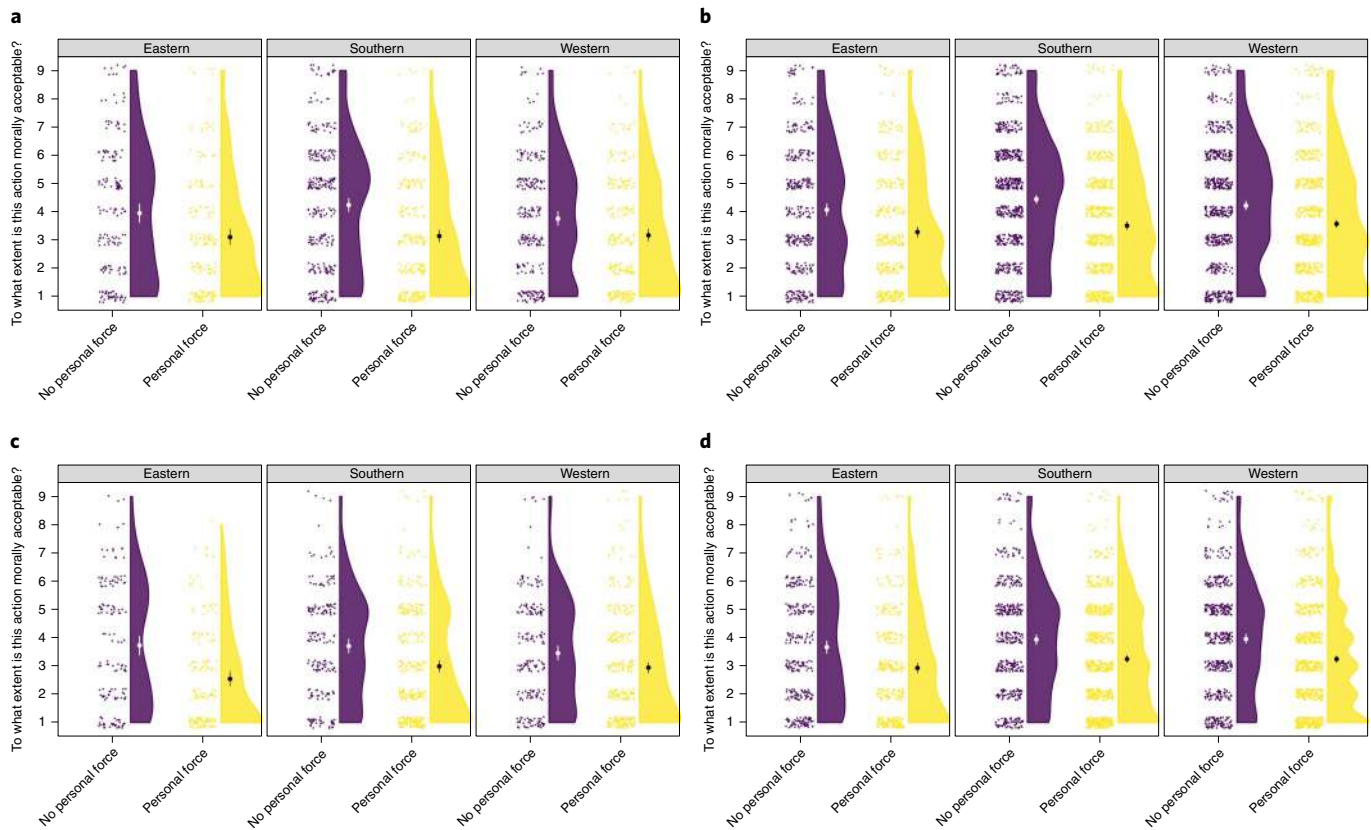 a
To what extent is this action morally acceptable?
Eastern
Southern
Western
9
8
7
6
5
4
3
2
1
No personal force
Personal force
No personal force
Personal force
No personal force
Personal force
b
To what extent is this action morally acceptable?
Eastern
Southern
Western
9
8
7
6
5
4
3
2
1
No personal force
Personal force
No personal force
Personal force
No personal force
Personal force
c
To what extent is this action morally acceptable?
Eastern
Southern
Western
9
8
7
6
5
4
3
2
1
No personal force
Personal force
No personal force
Personal force
No personal force
Personal force
d
To what extent is this action morally acceptable?
Eastern
Southern
Western
9
8
7
6
5
4
3
2
1
No personal force
Personal force
No personal force
Personal force
No personal force
Personal force